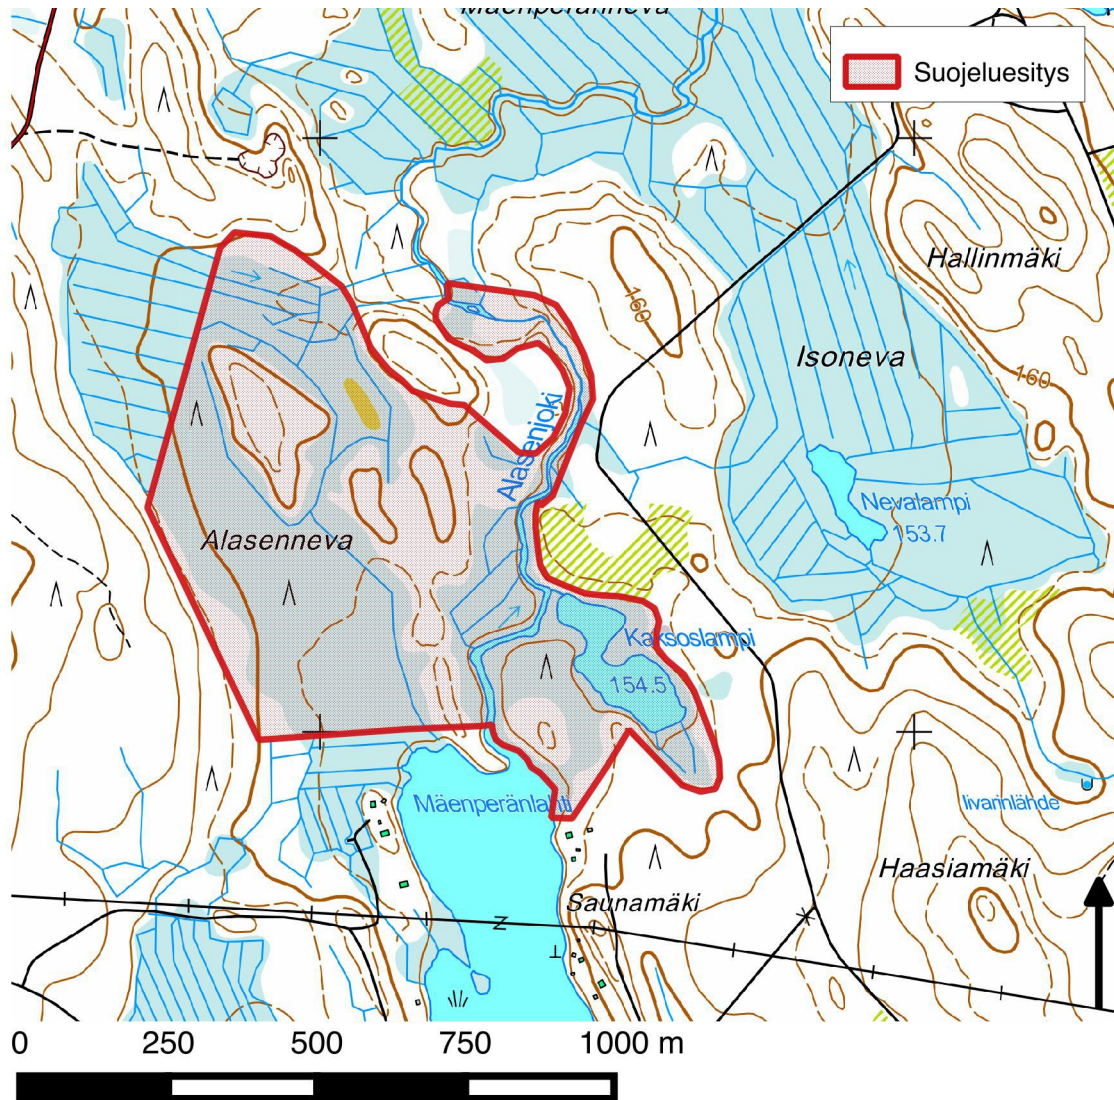 Mäenperänneva
Suojeluesitys
Hallinmäki
160
Isoneva
160
Alasenjoki
Nevalampi
153.7
Alasenneva
Kaksoslampi
154.5
Mäenperänlahti
Iivarinlähde
Haasiamäki
Saunamäki
Z
0 250 500 750 1000 m